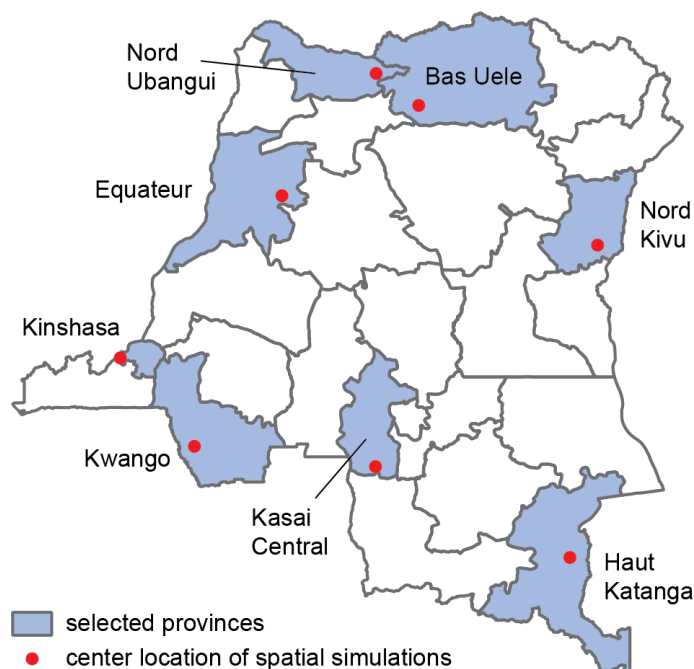 Nord
Ubangui
Bas Uele
Equateur
Nord
Kivu
Kinshasa
Kwango
Kasai
Central
Haut
Katanga
selected provinces
center location of spatial simulations